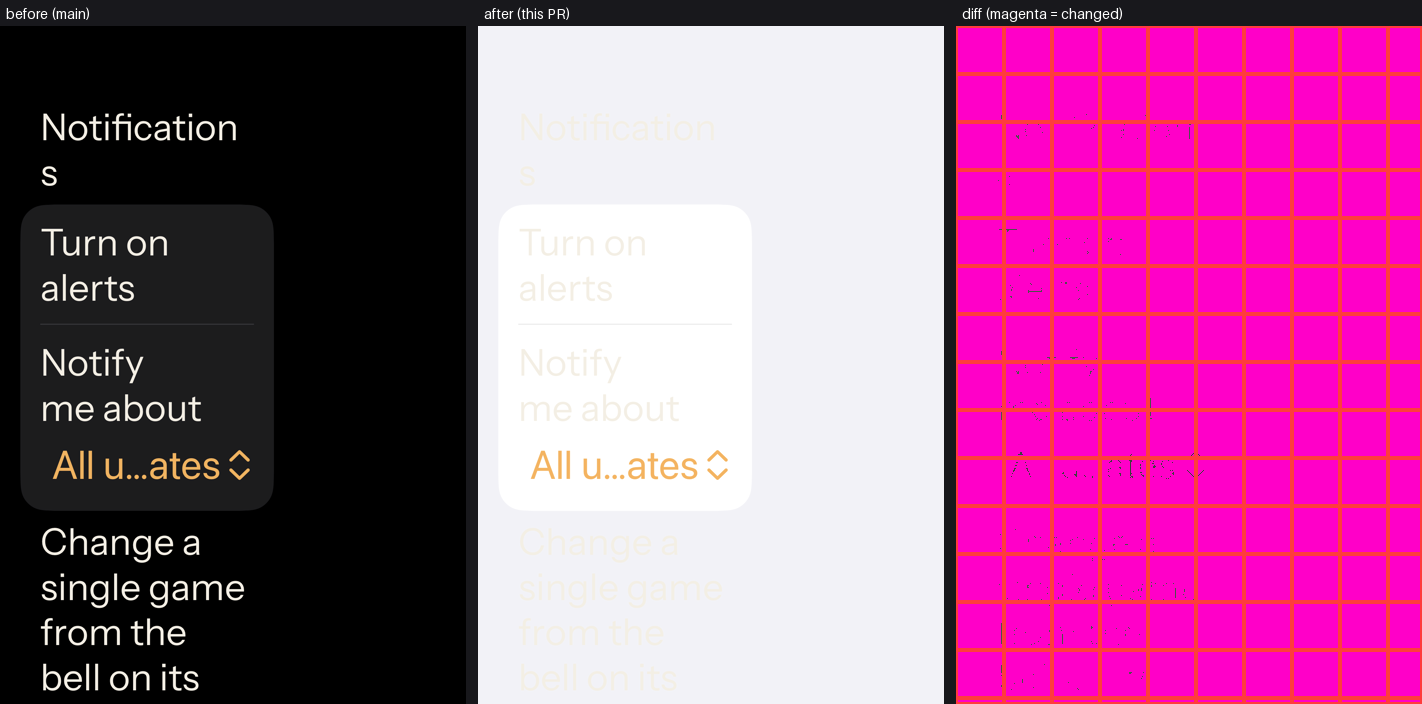 before (main)
after (this PR)
diff (magenta = changed)
Notification
s
Turn on
alerts
Notify
me about
All u...ates
Change a
single game
from the
bell on its
Notification
s
Turn on
alerts
Notify
me about
All u...ates
Change a
single game
from the
bell on its